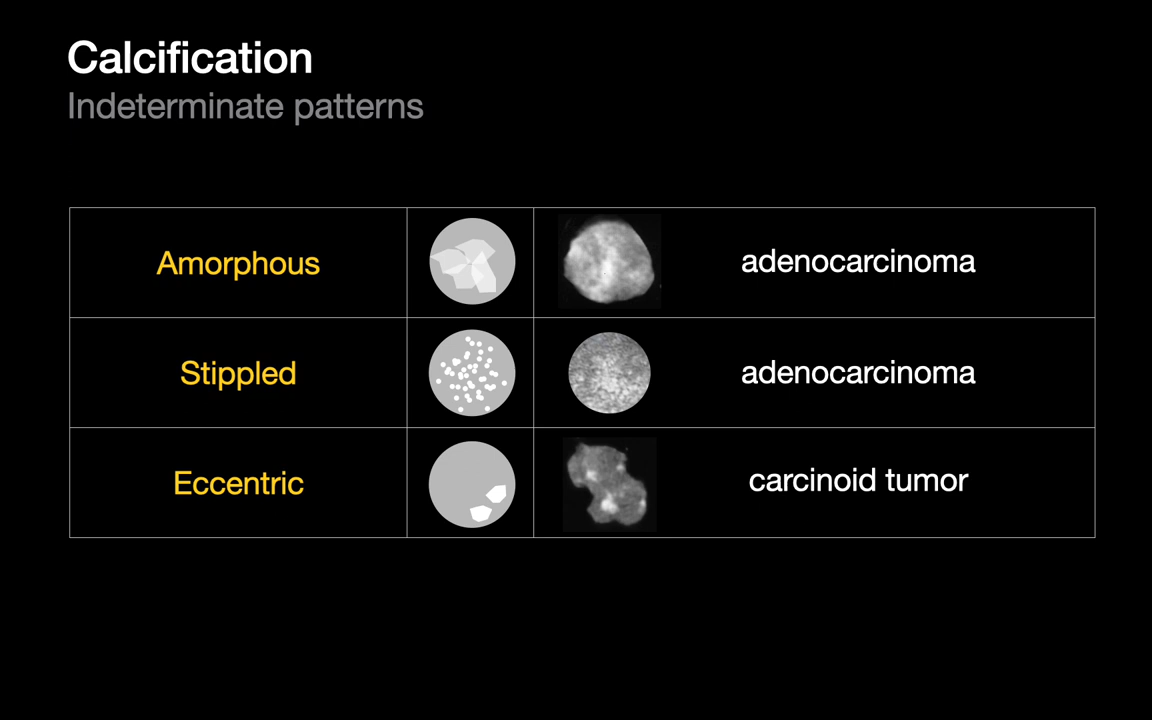 Calcification
Indeterminate patterns
Amorphous
adenocarcinoma
Stippled
adenocarcinoma
Eccentric
carcinoid tumor